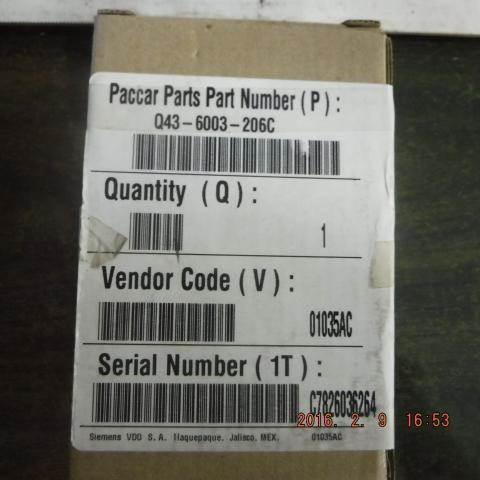 Paccar Parts Part Number (P) :
Q43-6003-206C
Quantity (Q) :
1
Vendor Code (V) :
01035AC
Serial Number (1T) :
C7826036264
2016. 2. 9 16:53
Siemens VDO S.A. Ilaquepaque, Jalisco, MEX. 01035AC